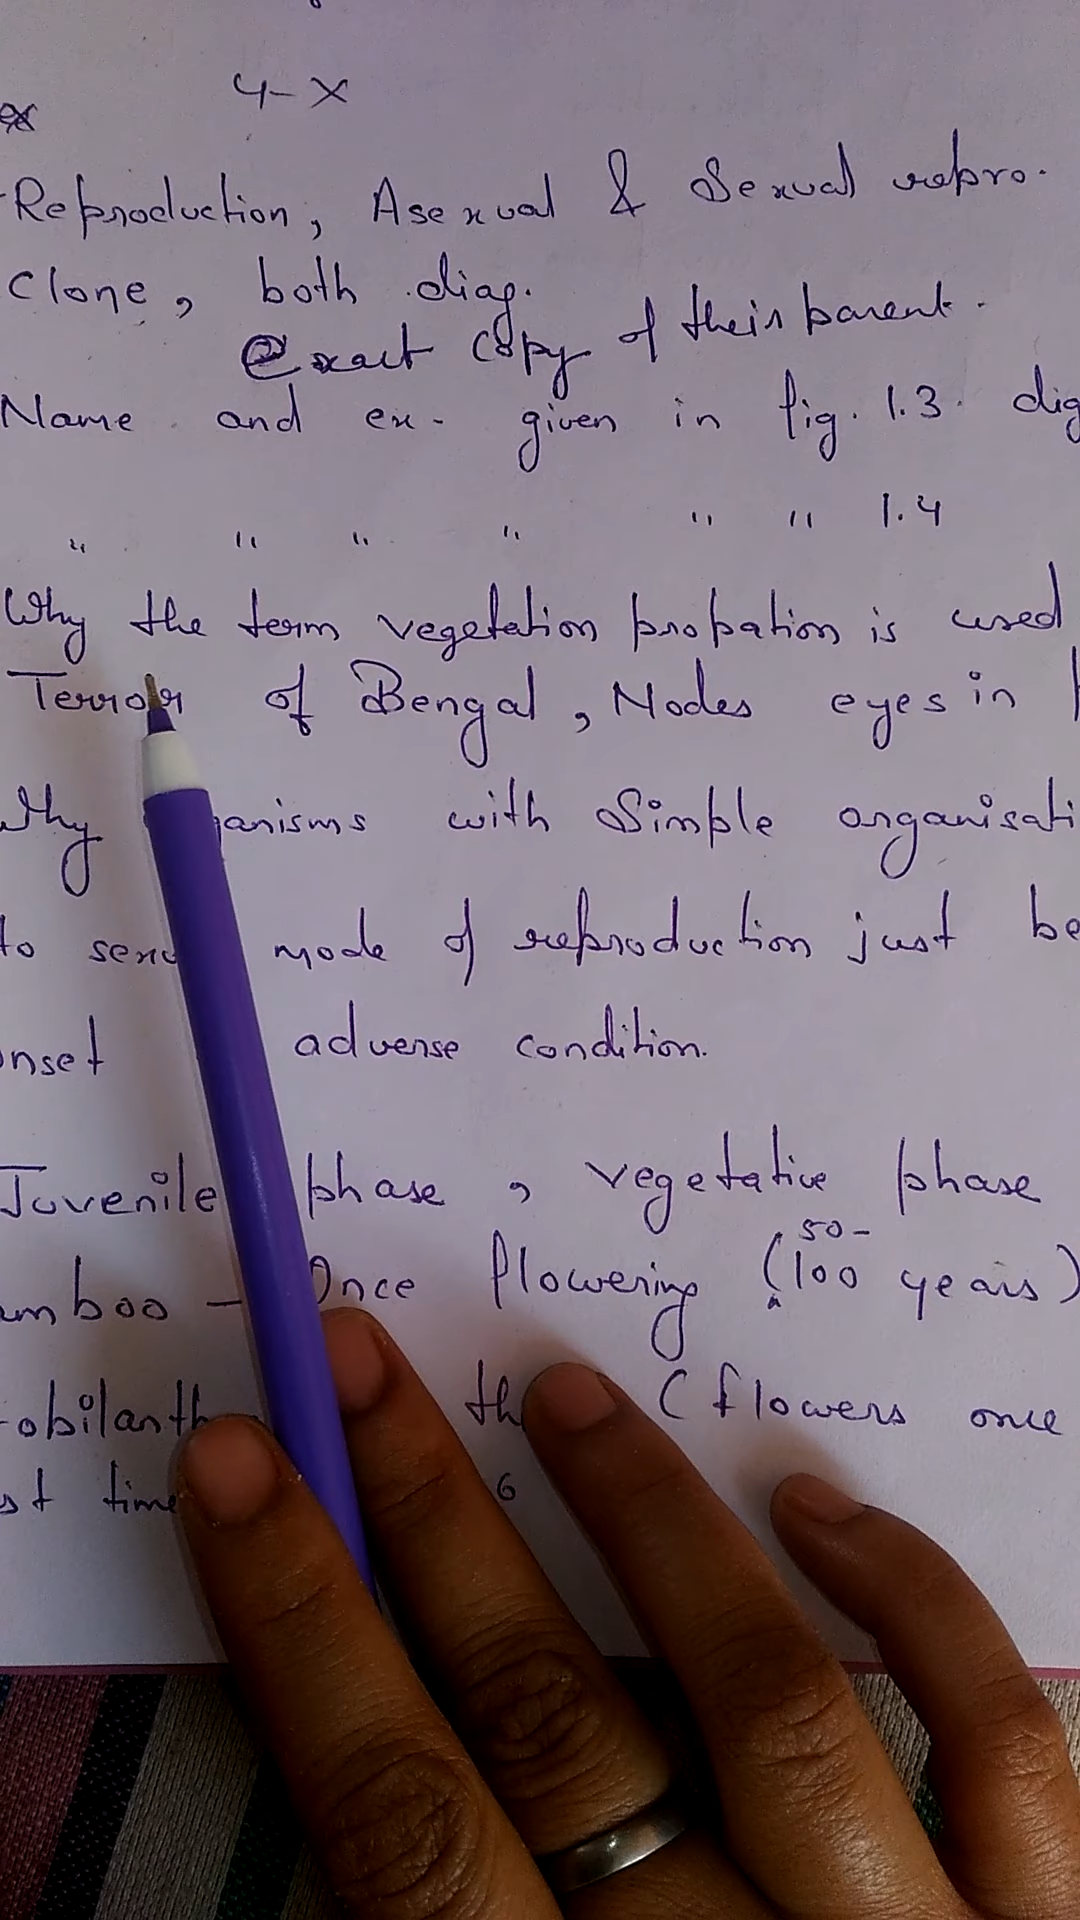 4-X
Reproduction, Asexual & Sexual repro.
Clone, both diag.
exact copy of their parent.
Name and ex. given in fig. 1.3. dig
" " " " " " 1.4
Why the term vegetation propation is used
Terror of Bengal, Nodes eyes in
Why anisms with Simple organisati
to sexu mode of reproduction just be
onset adverse condition.
Juvenile phase, vegetative phase
50-
amboo - Once flowering (100 years)
obilanth th (flowers once
st time 6